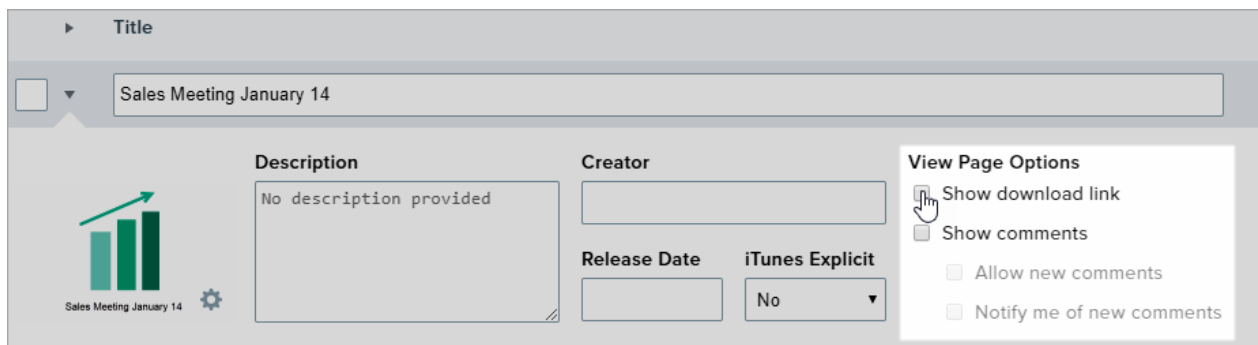 Title
Sales Meeting January 14
Description
No description provided
Sales Meeting January 14
Creator
Release Date
iTunes Explicit
No
View Page Options
Show download link
Show comments
Allow new comments
Notify me of new comments